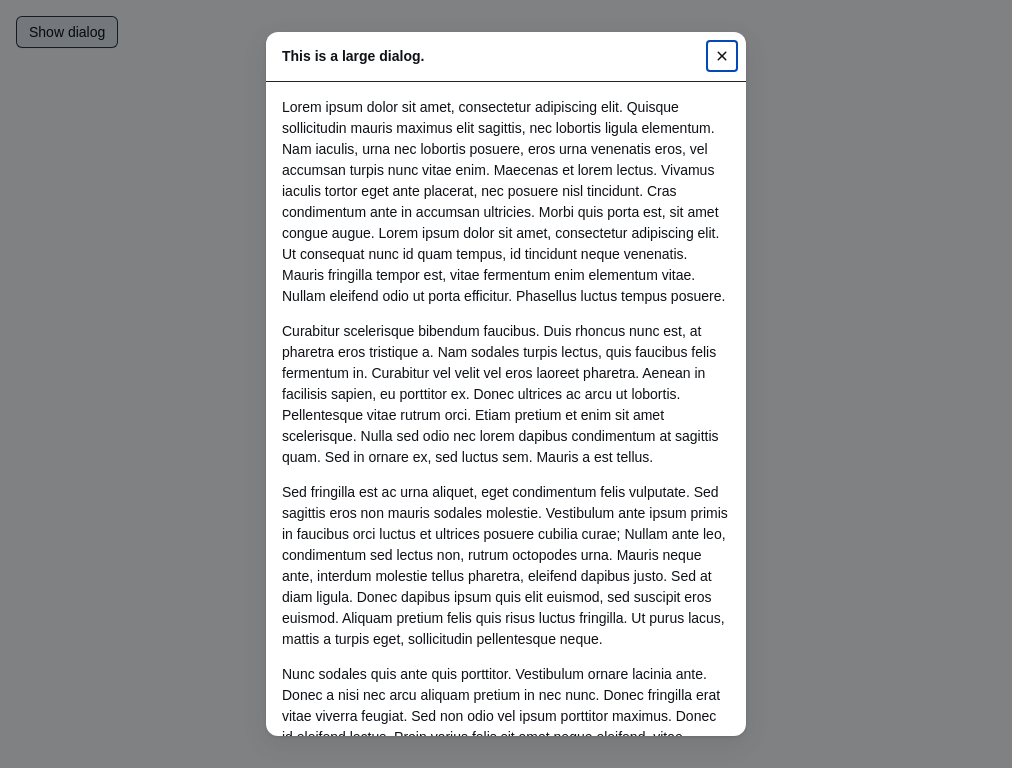 Show dialog
This is a large dialog.
Lorem ipsum dolor sit amet, consectetur adipiscing elit. Quisque
sollicitudin mauris maximus elit sagittis, nec lobortis ligula elementum.
Nam iaculis, urna nec lobortis posuere, eros urna venenatis eros, vel
accumsan turpis nunc vitae enim. Maecenas et lorem lectus. Vivamus
iaculis tortor eget ante placerat, nec posuere nisl tincidunt. Cras
condimentum ante in accumsan ultricies. Morbi quis porta est, sit amet
congue augue. Lorem ipsum dolor sit amet, consectetur adipiscing elit.
Ut consequat nunc id quam tempus, id tincidunt neque venenatis.
Mauris fringilla tempor est, vitae fermentum enim elementum vitae.
Nullam eleifend odio ut porta efficitur. Phasellus luctus tempus posuere.
Curabitur scelerisque bibendum faucibus. Duis rhoncus nunc est, at
pharetra eros tristique a. Nam sodales turpis lectus, quis faucibus felis
fermentum in. Curabitur vel velit vel eros laoreet pharetra. Aenean in
facilisis sapien, eu porttitor ex. Donec ultrices ac arcu ut lobortis.
Pellentesque vitae rutrum orci. Etiam pretium et enim sit amet
scelerisque. Nulla sed odio nec lorem dapibus condimentum at sagittis
quam. Sed in ornare ex, sed luctus sem. Mauris a est tellus.
Sed fringilla est ac urna aliquet, eget condimentum felis vulputate. Sed
sagittis eros non mauris sodales molestie. Vestibulum ante ipsum primis
in faucibus orci luctus et ultrices posuere cubilia curae; Nullam ante leo,
condimentum sed lectus non, rutrum octopodes urna. Mauris neque
ante, interdum molestie tellus pharetra, eleifend dapibus justo. Sed at
diam ligula. Donec dapibus ipsum quis elit euismod, sed suscipit eros
euismod. Aliquam pretium felis quis risus luctus fringilla. Ut purus lacus,
mattis a turpis eget, sollicitudin pellentesque neque.
Nunc sodales quis ante quis porttitor. Vestibulum ornare lacinia ante.
Donec a nisi nec arcu aliquam pretium in nec nunc. Donec fringilla erat
vitae viverra feugiat. Sed non odio vel ipsum porttitor maximus. Donec